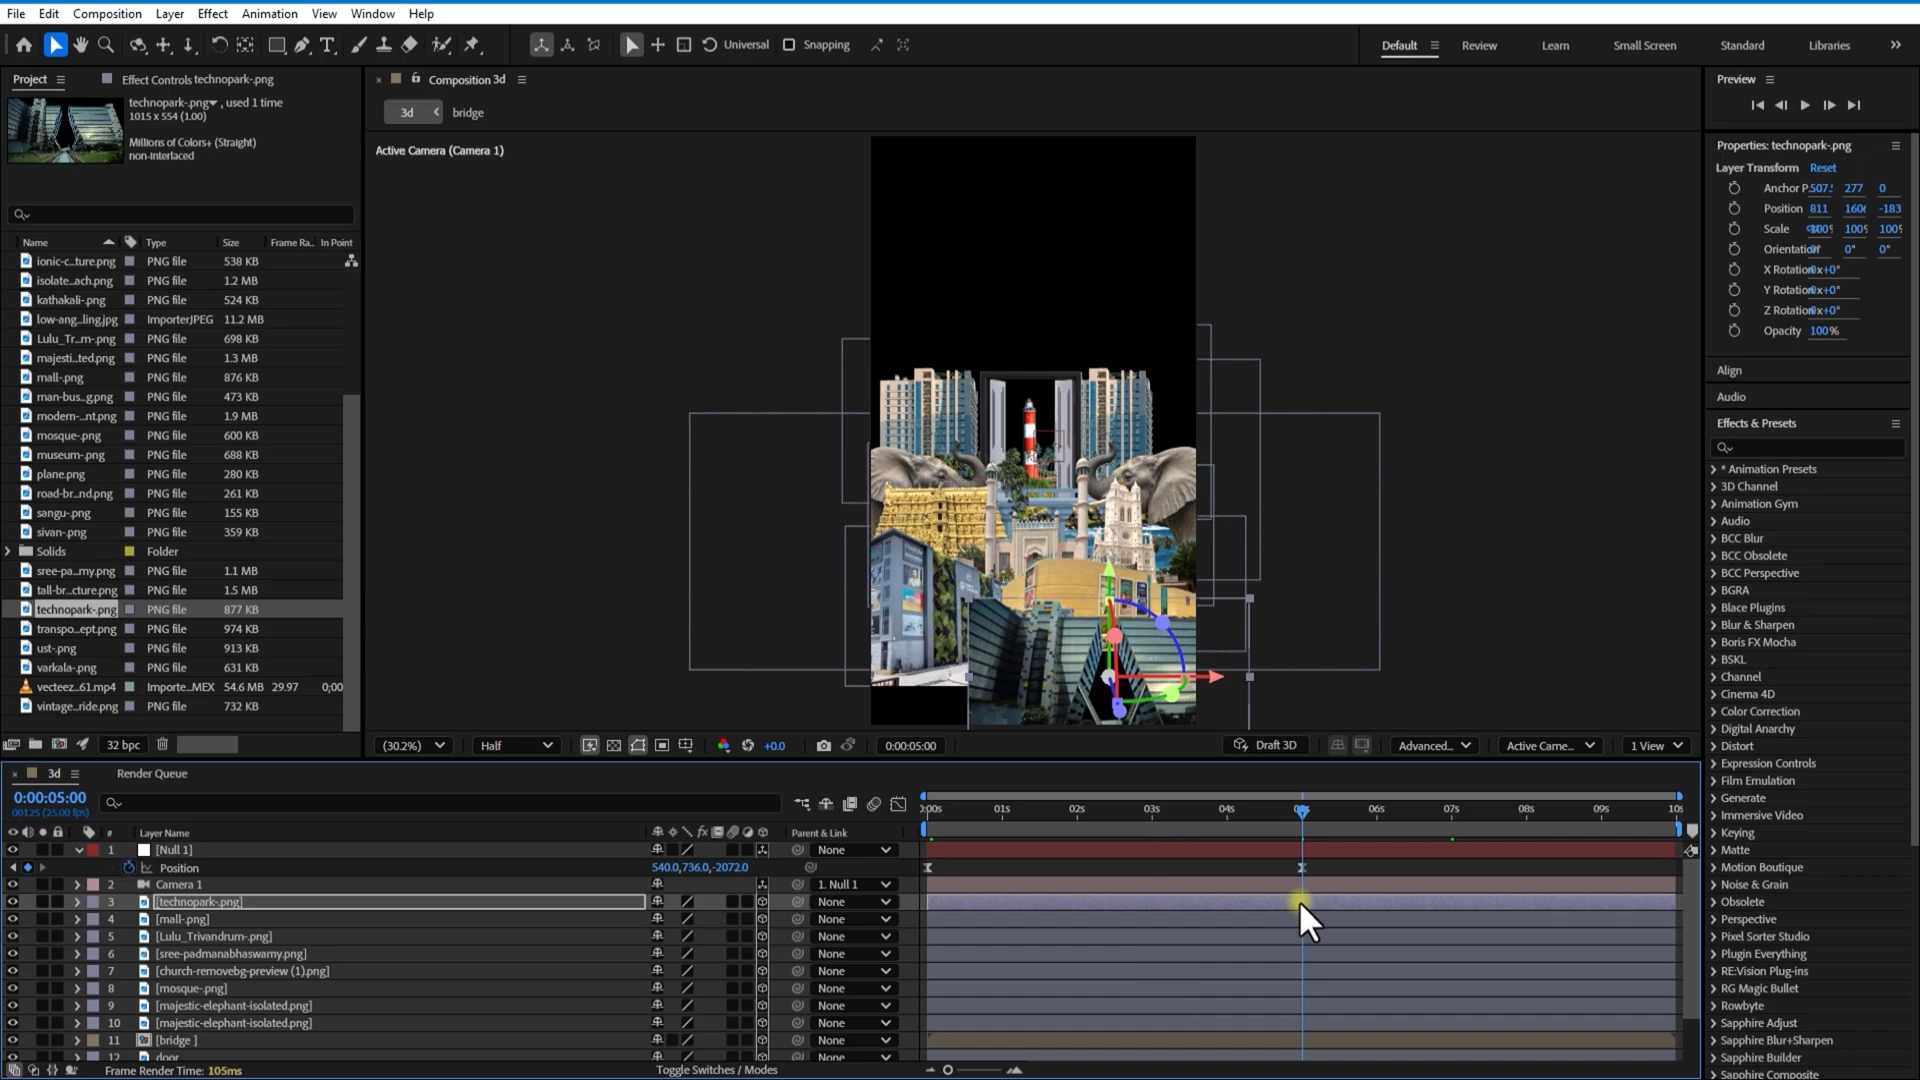 File Edit Composition Layer Effect Animation View Window Help
Universal Snapping Default Review Learn Small Screen Standard Libraries
Project Effect Controls technopark-.png
technopark-.png , used 1 time
1015 x 554 (1.00)
Millions of Colors+ (Straight)
non-interlaced
Name Type Size Frame Ra.. In Point
ionic-c...ture.png PNG file 538 KB
isolate...ach.png PNG file 1.2 MB
kathakali-.png PNG file 524 KB
low-ang...ling.jpg ImporterJPEG 11.2 MB
Lulu_Tr...m-.png PNG file 698 KB
majesti...ted.png PNG file 1.3 MB
mall-.png PNG file 876 KB
man-bus...g.png PNG file 473 KB
modern-...nt.png PNG file 1.9 MB
mosque-.png PNG file 600 KB
museum-.png PNG file 688 KB
plane.png PNG file 280 KB
road-br...nd.png PNG file 261 KB
sangu-.png PNG file 155 KB
sivan-.png PNG file 359 KB
Solids Folder
sree-pa...my.png PNG file 1.1 MB
tall-br...cture.png PNG file 1.5 MB
technopark-.png PNG file 877 KB
transpo...ept.png PNG file 974 KB
ust-.png PNG file 913 KB
varkala-.png PNG file 631 KB
vecteez...61.mp4 Importe...MEX 54.6 MB 29.97 0;00
vintage...ride.png PNG file 732 KB
32 bpc
Composition 3d
3d bridge
Active Camera (Camera 1)
(30.2%) Half +0.0 0:00:05:00 Draft 3D Advanced... Active Came... 1 View
Preview
Properties: technopark-.png
Layer Transform Reset
Anchor P. 277 0
Position 811 -183
Scale
Orientation 0° 0°
X Rotation 0x+0°
Y Rotation 0x+0°
Z Rotation 0x+0°
Opacity 100%
Align
Audio
Effects & Presets
* Animation Presets
3D Channel
Animation Gym
Audio
BCC Blur
BCC Obsolete
BCC Perspective
BGRA
Blace Plugins
Blur & Sharpen
Boris FX Mocha
BSKL
Channel
Cinema 4D
Color Correction
Digital Anarchy
Distort
Expression Controls
Film Emulation
Generate
Immersive Video
Keying
Matte
Motion Boutique
Noise & Grain
Obsolete
Perspective
Pixel Sorter Studio
Plugin Everything
RE:Vision Plug-ins
RG Magic Bullet
Rowbyte
Sapphire Adjust
Sapphire Blur+Sharpen
Sapphire Builder
Sapphire Composite
3d Render Queue
0:00:05:00
00125 (25.00 fps)
:00s 01s 02s 03s 04s 06s 07s 08s 09s 10s
# Layer Name fx Parent & Link
1 [Null 1] None
Position 540.0,736.0,-2072.0
2 Camera 1 1. Null 1
3 [technopark-.png] None
4 [mall-.png] None
5 [Lulu_Trivandrum-.png] None
6 [sree-padmanabhaswamy.png] None
7 [church-removebg-preview (1).png] None
8 [mosque-.png] None
9 [majestic-elephant-isolated.png] None
10 [majestic-elephant-isolated.png] None
11 [bridge ] None
12 door None
Frame Render Time: 105ms Toggle Switches / Modes